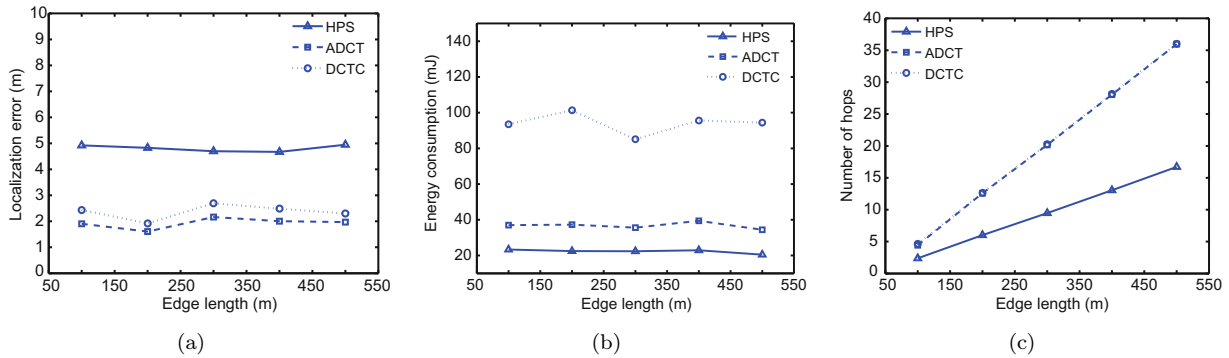 10
9
8
7
6
5
4
3
2
1
0
Localization error (m)
50 150 250 350 450 550
Edge length (m)
HPS
ADCT
DCTC
(a)
140
120
100
80
60
40
20
Energy consumption (mJ)
50 150 250 350 450 550
Edge length (m)
HPS
ADCT
DCTC
(b)
40
35
30
25
20
15
10
5
0
Number of hops
50 150 250 350 450 550
Edge length (m)
HPS
ADCT
DCTC
(c)